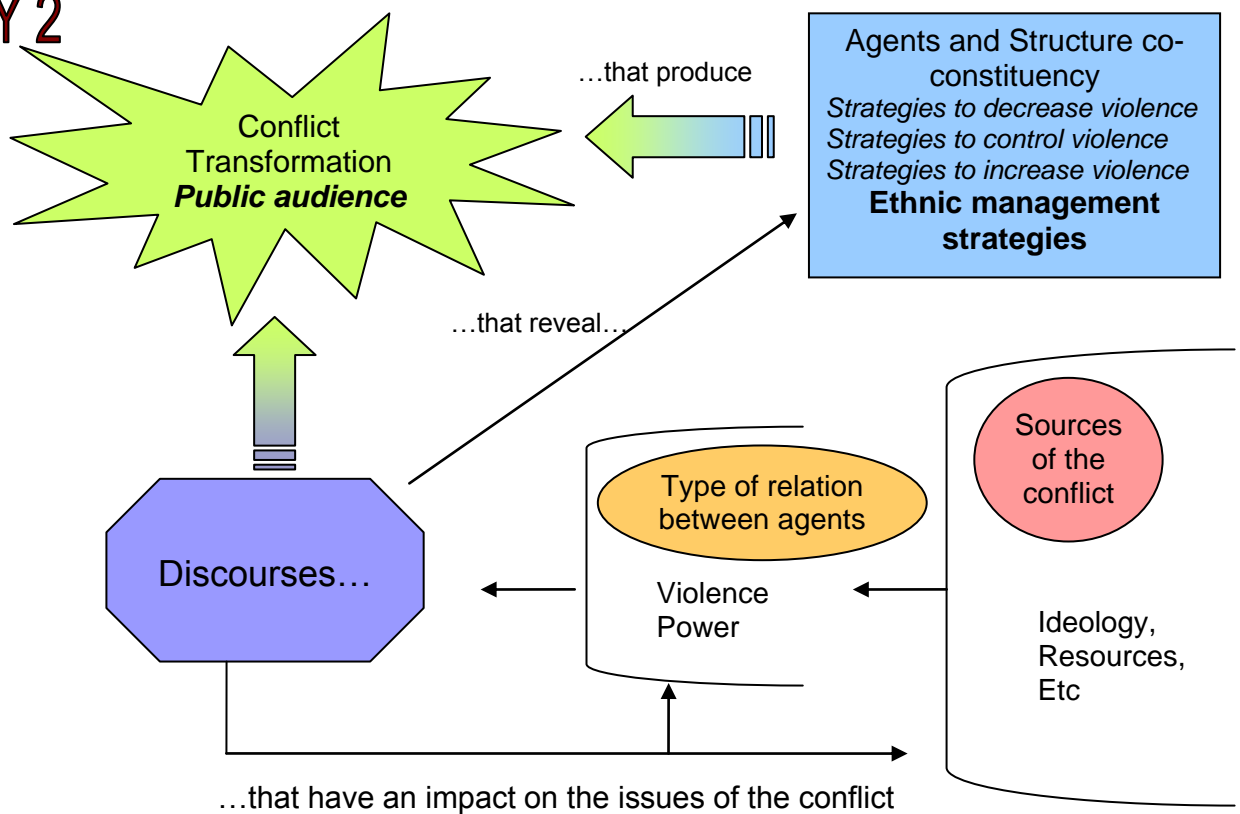 Y 2
Conflict
Transformation
Public audience
…that produce
Agents and Structure co-
constituency
Strategies to decrease violence
Strategies to control violence
Strategies to increase violence
Ethnic management
strategies
…that reveal…
Discourses…
Type of relation
between agents
Violence
Power
Sources
of the
conflict
Ideology,
Resources,
Etc
…that have an impact on the issues of the conflict